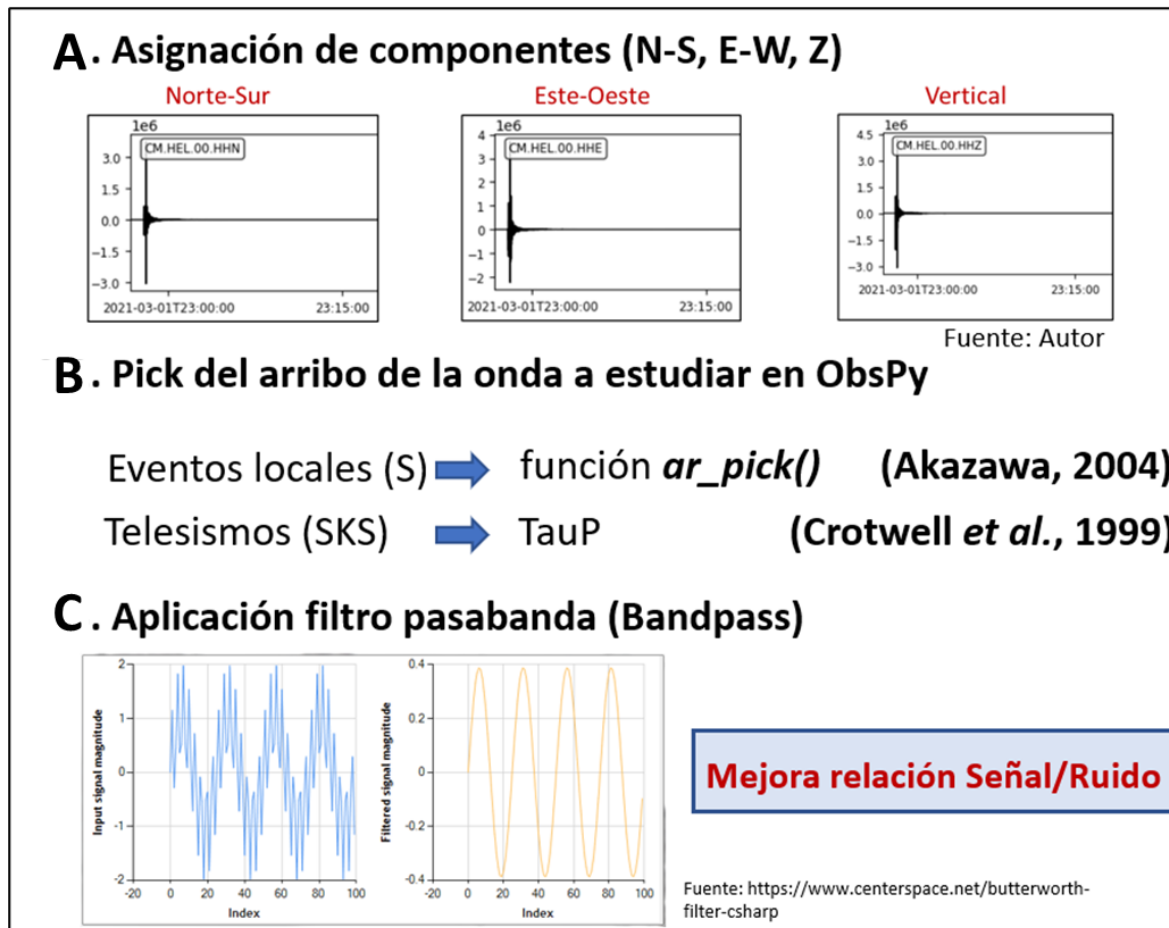 A. Asignación de componentes (N-S, E-W, Z)
Norte-Sur Este-Oeste Vertical
1e6
CM.HEL.00.HHN
3.0
1.5
0.0
−1.5
−3.0
2021-03-01T23:00:00 23:15:00
1e6
CM.HEL.00.HHE
4
3
2
1
0
−1
−2
2021-03-01T23:00:00 23:15:00
1e6
CM.HEL.00.HHZ
4.5
3.0
1.5
0.0
−1.5
−3.0
2021-03-01T23:00:00 23:15:00
Fuente: Autor
B. Pick del arribo de la onda a estudiar en ObsPy
Eventos locales (S) función ar_pick() (Akazawa, 2004)
Telesismos (SKS) TauP (Crotwell et al., 1999)
C. Aplicación filtro pasabanda (Bandpass)
Input signal magnitude
2
1
0
-1
-2
-20 0 20 40 60 80 100
Index
Filtered signal magnitude
0.4
0.2
0
-0.2
-0.4
-20 0 20 40 60 80 100
Index
Mejora relación Señal/Ruido
Fuente: https://www.centerspace.net/butterworth-
filter-csharp